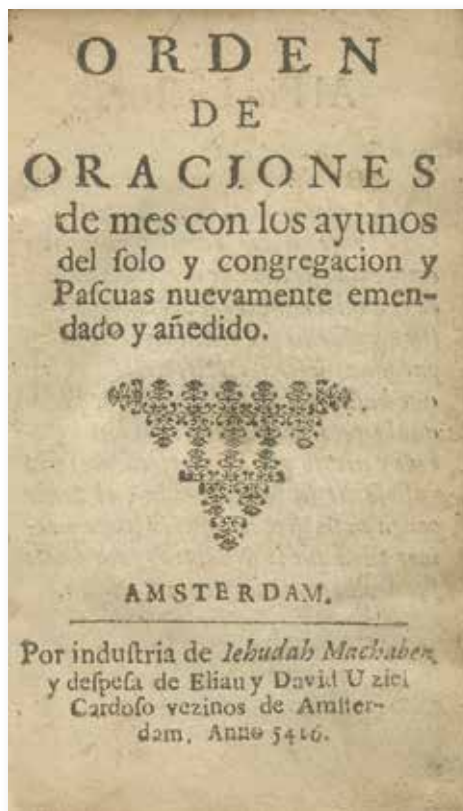 ORDEN
DE
ORACIONES
de mes con los ayunos
del ſolo y congregacion y
Paſcuas nuevamente emen-
dado y añedido.
AMSTERDAM.
Por induſtria de Iehudah Machabeu
y deſpeſa de Eliau y David Uziel
Cardoſo vezinos de Amſter-
dam, Anno 5416.